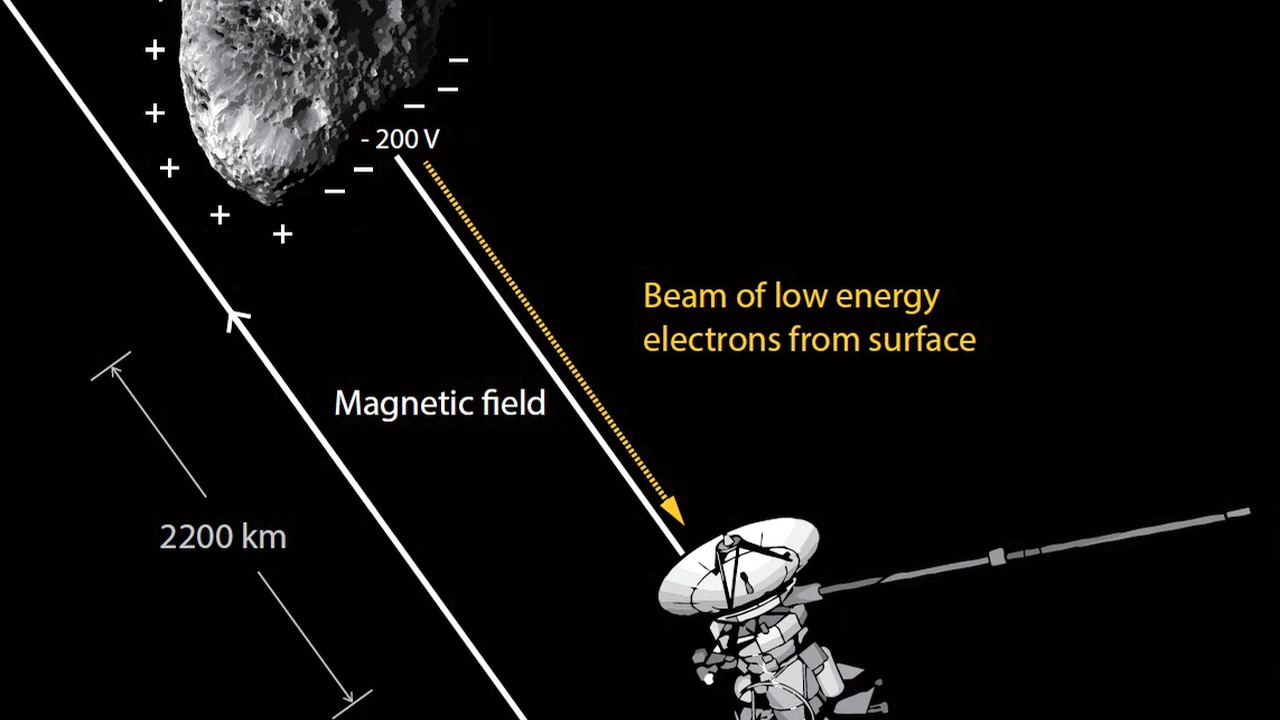 - 200 V
Beam of low energy
electrons from surface
Magnetic field
2200 km